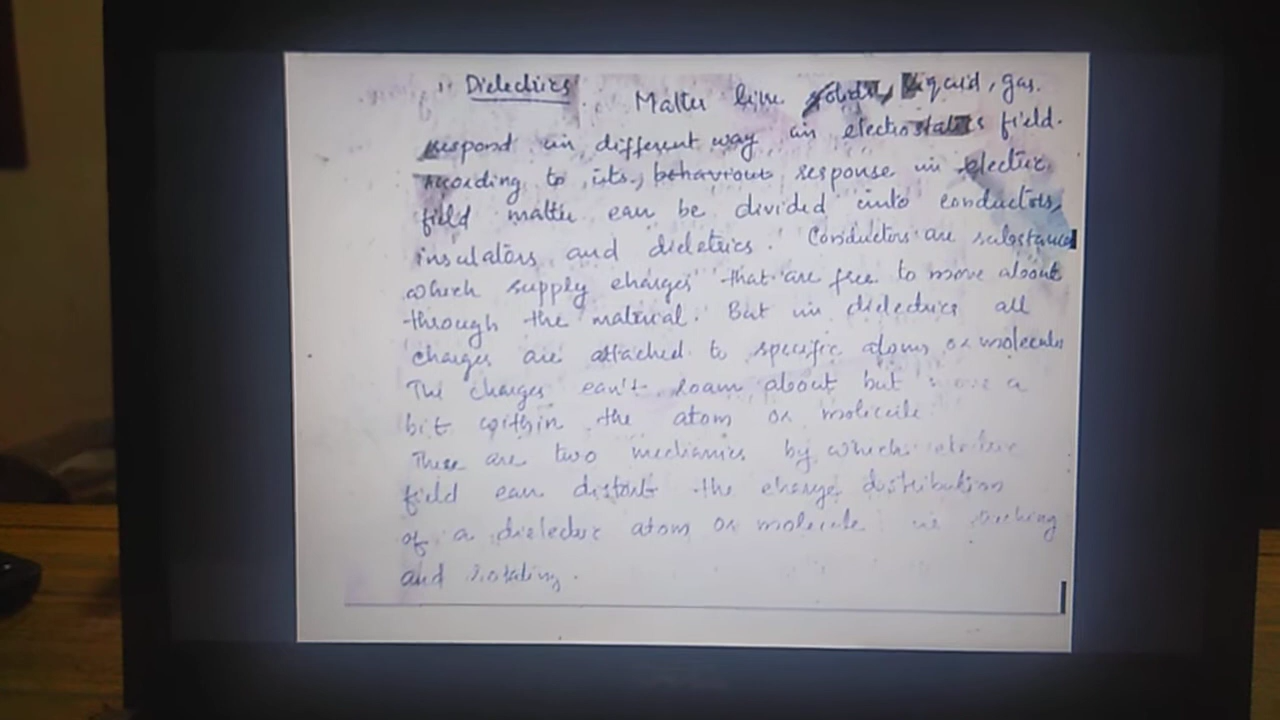 Dielectrics Matter like solids, liquid, gas.
respond in different way in electrostatics field.
According to its, behaviour response in electric
field matter can be divided into conductors,
insulators and dieletrics. Conductors are substances
which supply charges that are free to move about
through the material. But in dielectrics all
charges are attached to specific atoms or molecules
The charges can't roam about but move a
bit within the atom or molecule
These are two mechanics by which
field can distort the charge distribution
of a dielectric atom or molecule
and rotating.